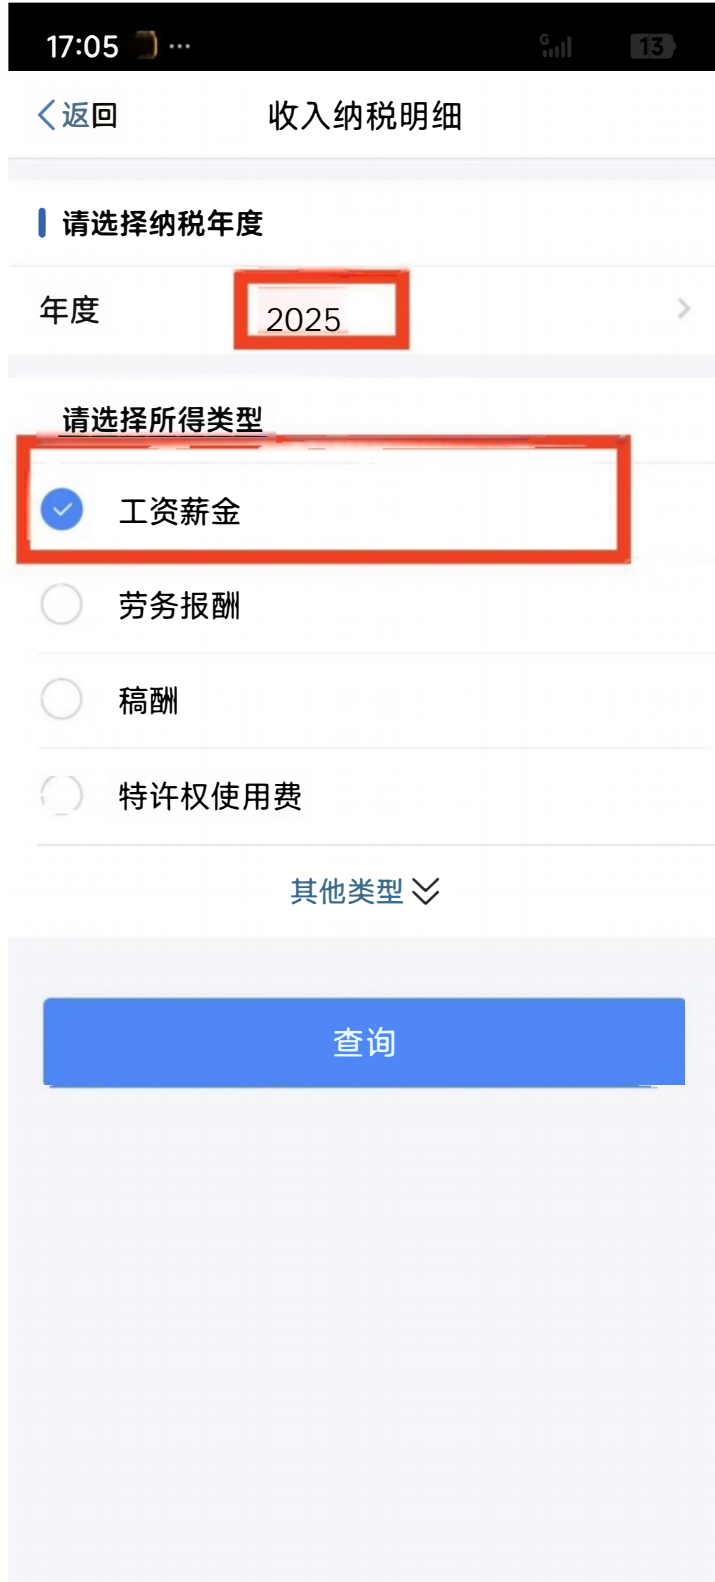 17:05 ···
G 13
返回 收入纳税明细
请选择纳税年度
年度 2025
请选择所得类型
工资薪金
劳务报酬
稿酬
特许权使用费
其他类型
查询